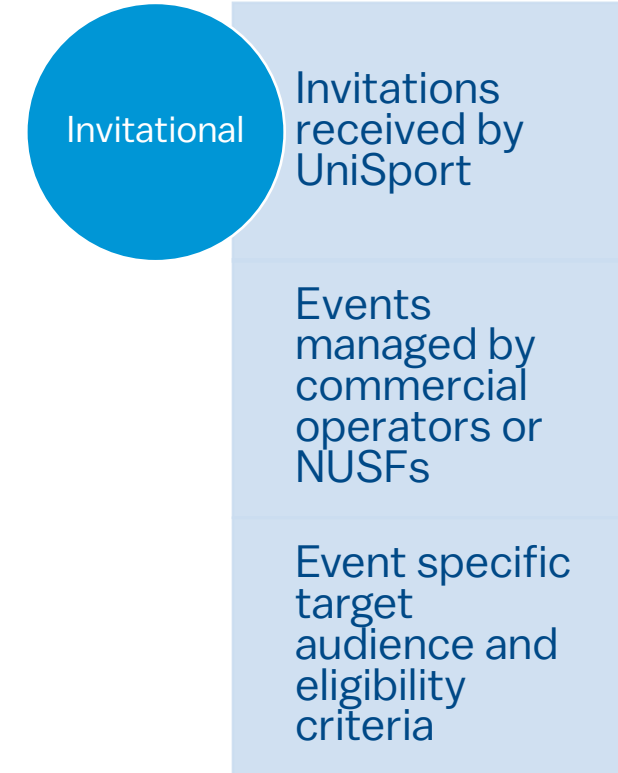 Invitational
Invitations
received by
UniSport
Events
managed by
commercial
operators or
NUSFs
Event specific
target
audience and
eligibility
criteria